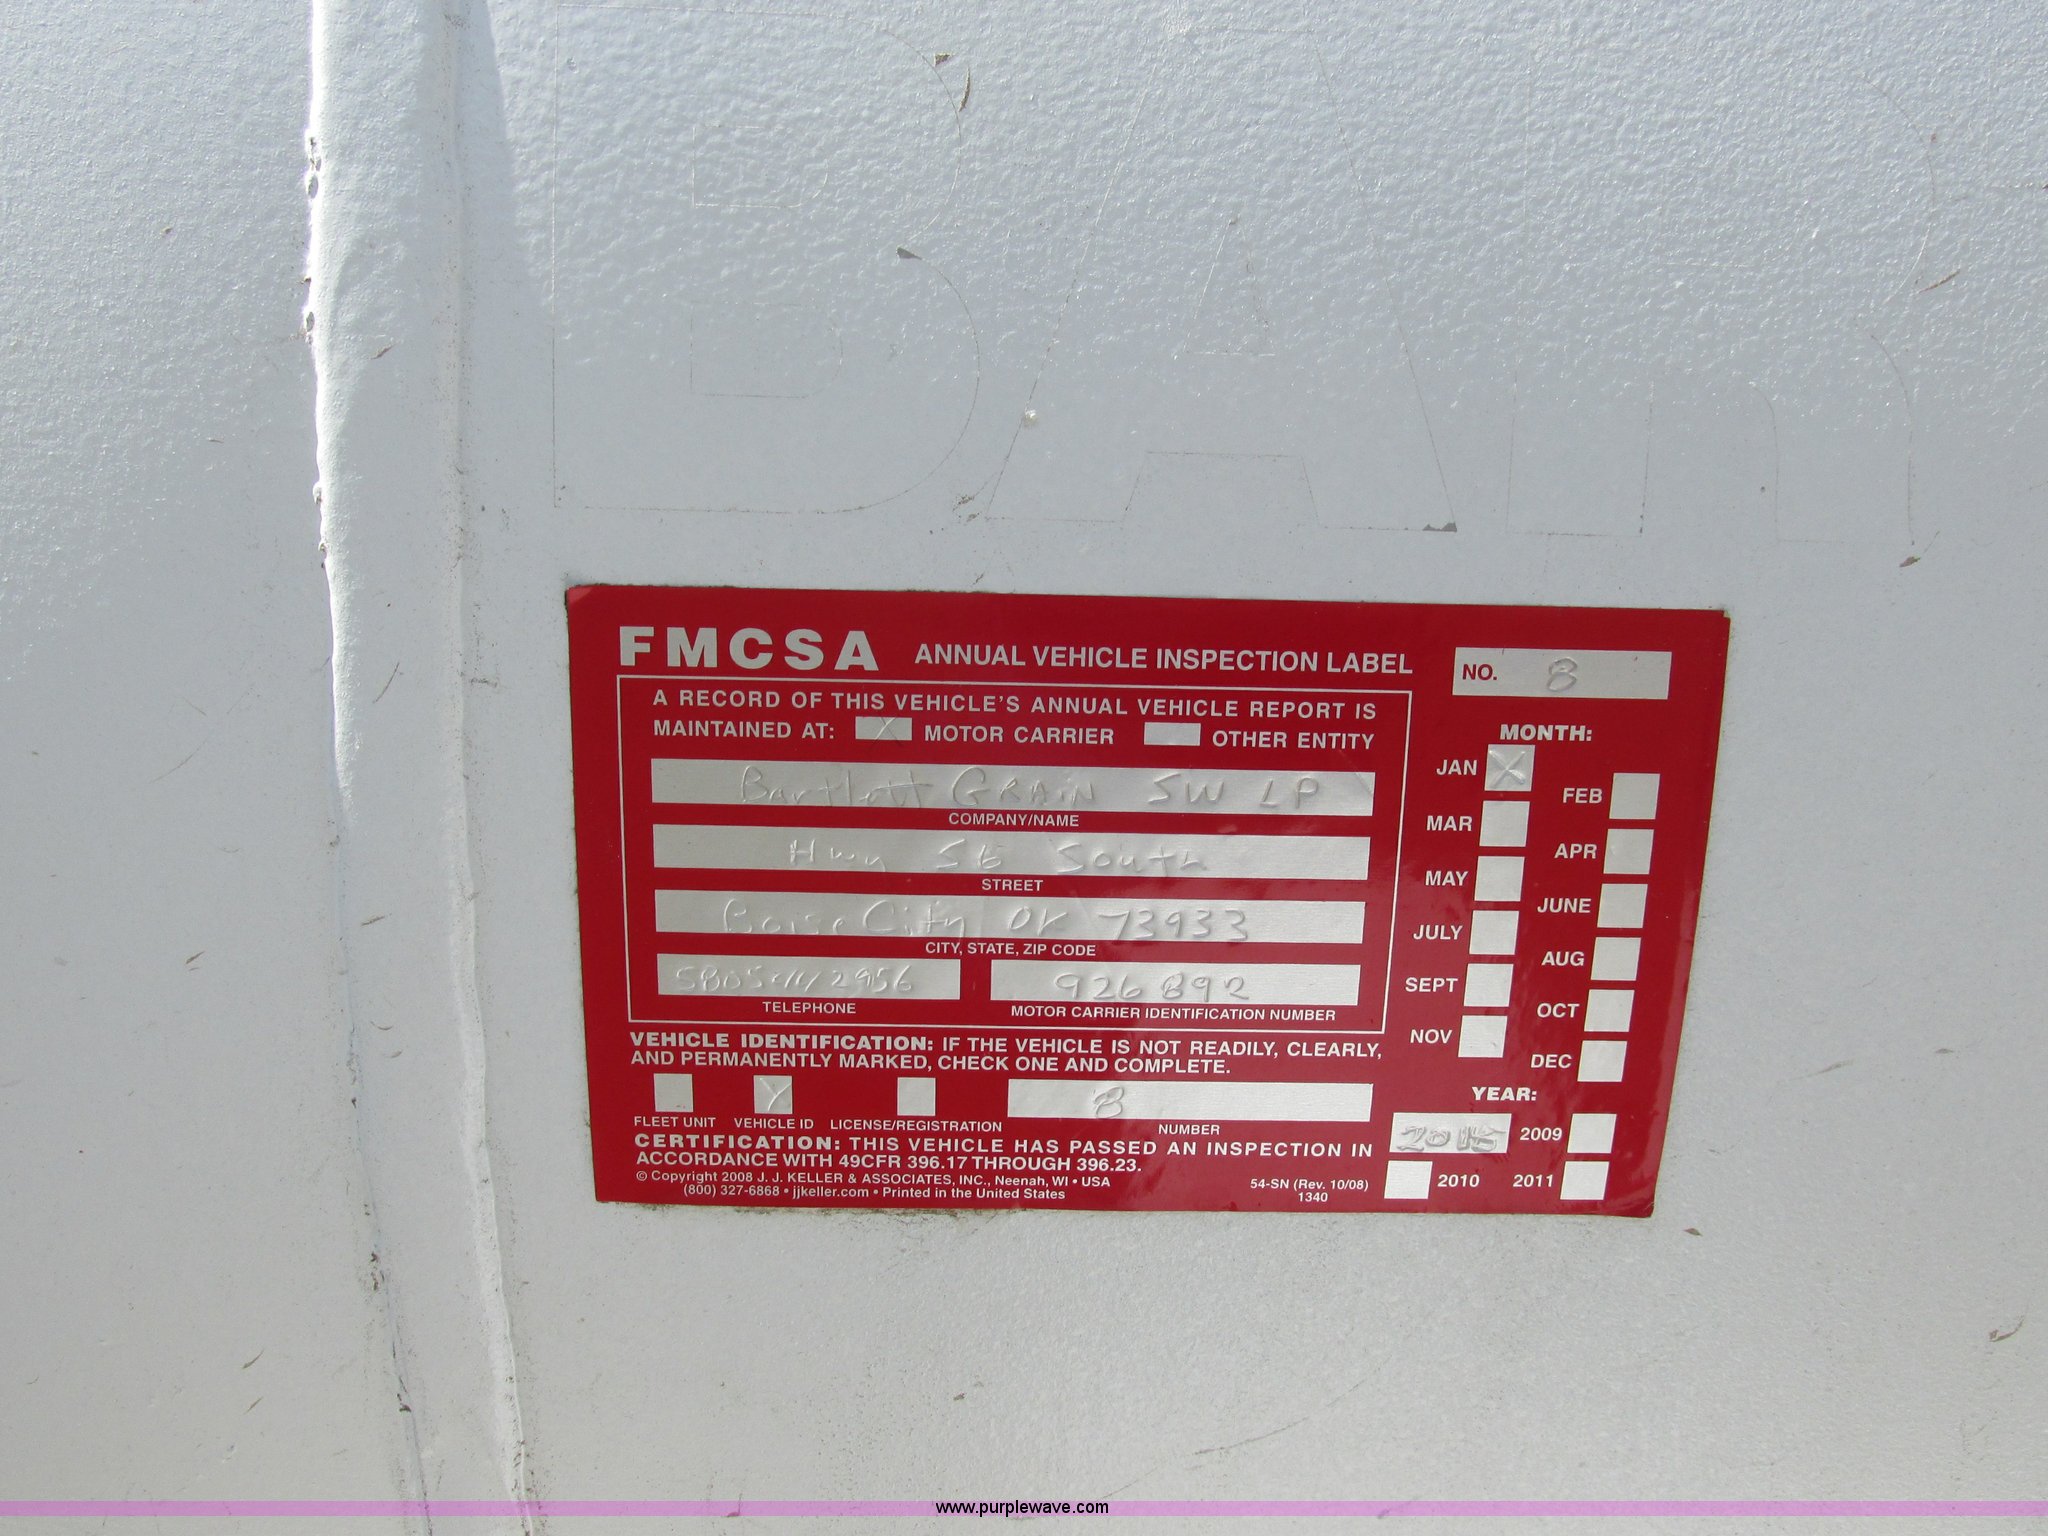 FMCSA ANNUAL VEHICLE INSPECTION LABEL
NO. 8
A RECORD OF THIS VEHICLE'S ANNUAL VEHICLE REPORT IS
MAINTAINED AT: X MOTOR CARRIER OTHER ENTITY
Bartlett GRAIN SW LP
COMPANY/NAME
Hwy 56 South
STREET
Boise City OK 73933
CITY, STATE, ZIP CODE
TELEPHONE
926892
MOTOR CARRIER IDENTIFICATION NUMBER
VEHICLE IDENTIFICATION: IF THE VEHICLE IS NOT READILY, CLEARLY,
AND PERMANENTLY MARKED, CHECK ONE AND COMPLETE.
X 8
FLEET UNIT VEHICLE ID LICENSE/REGISTRATION NUMBER
CERTIFICATION: THIS VEHICLE HAS PASSED AN INSPECTION IN
ACCORDANCE WITH 49CFR 396.17 THROUGH 396.23.
© Copyright 2008 J. J. KELLER & ASSOCIATES, INC., Neenah, WI • USA
(800) 327-6868 • jjkeller.com • Printed in the United States
54-SN (Rev. 10/08)
1340
MONTH:
JAN X FEB
MAR APR
MAY JUNE
JULY AUG
SEPT OCT
NOV DEC
YEAR:
2015 2009
2010 2011
www.purplewave.com